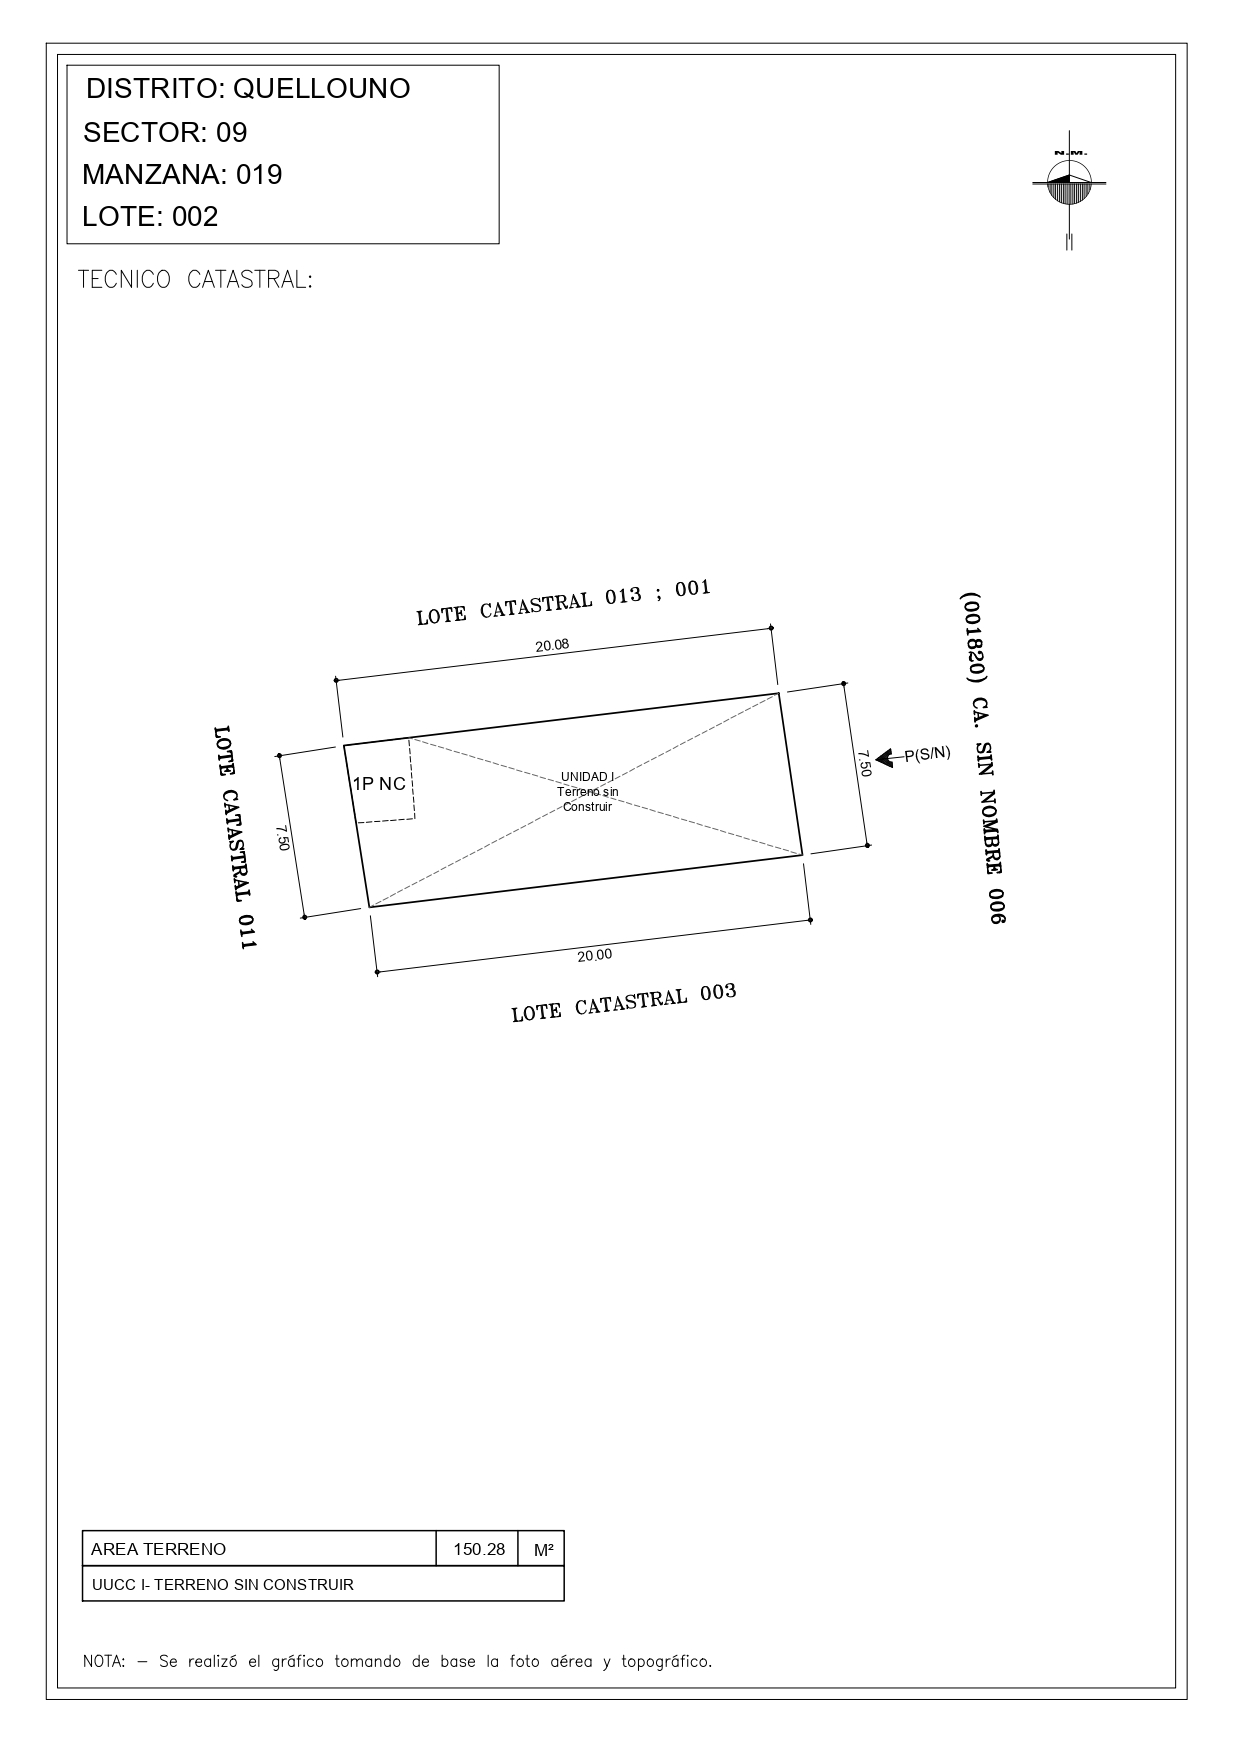 DISTRITO: QUELLOUNO
SECTOR: 09
MANZANA: 019
LOTE: 002
N.M.
TECNICO CATASTRAL:
LOTE CATASTRAL 013 ; 001
20.08
(001820) CA. SIN NOMBRE 006
LOTE CATASTRAL 011
7.50
7.50
P(S/N)
1P NC
UNIDAD I
Terreno sin
Construir
20.00
LOTE CATASTRAL 003
AREA TERRENO 150.28 M²
UUCC I- TERRENO SIN CONSTRUIR
NOTA: – Se realizó el gráfico tomando de base la foto aérea y topográfico.